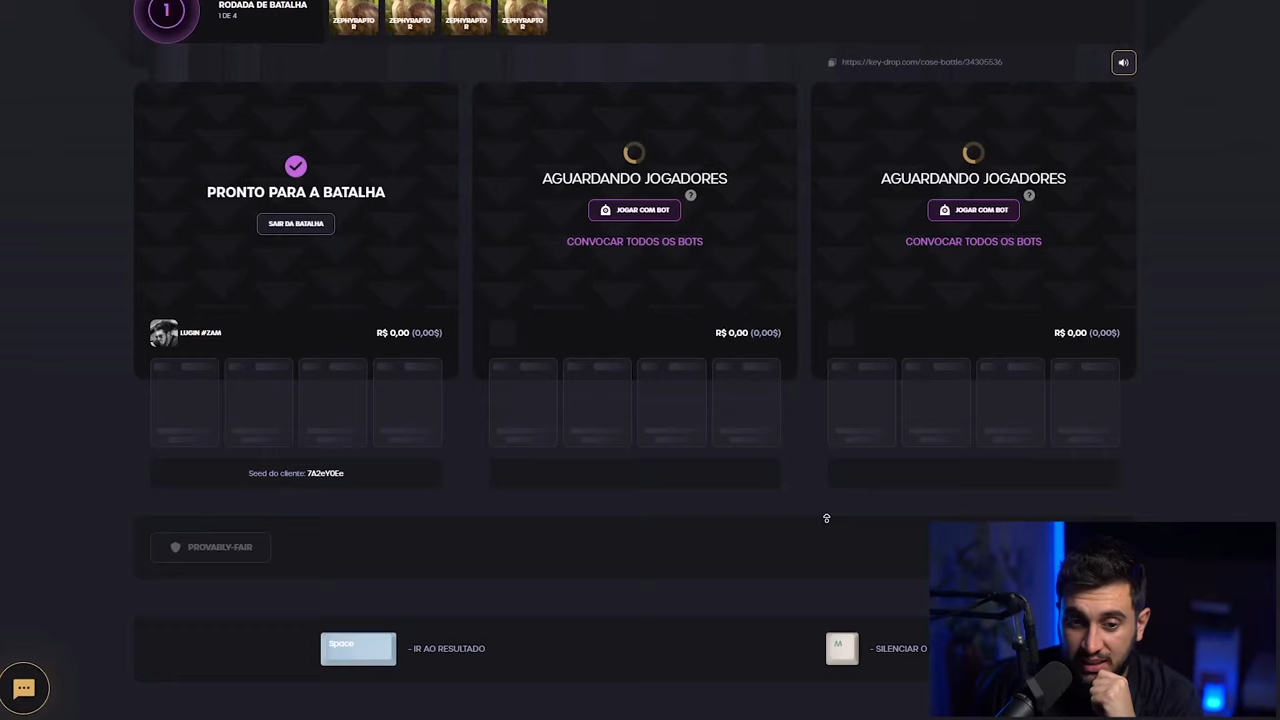 1
RODADA DE BATALHA
1 DE 4
ZEPHYRAPTO
R
ZEPHYRAPTO
R
ZEPHYRAPTO
R
ZEPHYRAPTO
R
https://key-drop.com/case-battle/34305536
PRONTO PARA A BATALHA
SAIR DA BATALHA
AGUARDANDO JOGADORES
?
JOGAR COM BOT
CONVOCAR TODOS OS BOTS
AGUARDANDO JOGADORES
?
JOGAR COM BOT
CONVOCAR TODOS OS BOTS
LUGIN #ZAM
R$ 0,00 (0,00$)
R$ 0,00 (0,00$)
R$ 0,00 (0,00$)
Seed do cliente: 7A2eY0Ee
PROVABLY-FAIR
Space
- IR AO RESULTADO
M
- SILENCIAR O